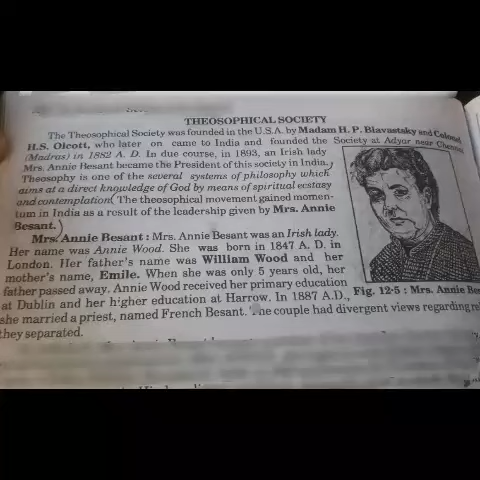 THEOSOPHICAL SOCIETY
The Theosophical Society was founded in the U.S.A. by Madam H. P. Blavastsky and Colonel
H.S. Olcott, who later on came to India and founded the Society at Adyar near Chennai
(Madras) in 1882 A. D. In due course, in 1893, an Irish lady
Mrs. Annie Besant became the President of this society in India.
Theosophy is one of the several systems of philosophy which
aims at a direct knowledge of God by means of spiritual ecstasy
and contemplation. The theosophical movement gained momen-
tum in India as a result of the leadership given by Mrs. Annie
Besant.
Mrs. Annie Besant : Mrs. Annie Besant was an Irish lady.
Her name was Annie Wood. She was born in 1847 A. D. in
London. Her father's name was William Wood and her
mother's name, Emile. When she was only 5 years old, her
father passed away. Annie Wood received her primary education
at Dublin and her higher education at Harrow. In 1887 A.D.,
Fig. 12·5 : Mrs. Annie
she married a priest, named French Besant. The couple had divergent views regarding
they separated.